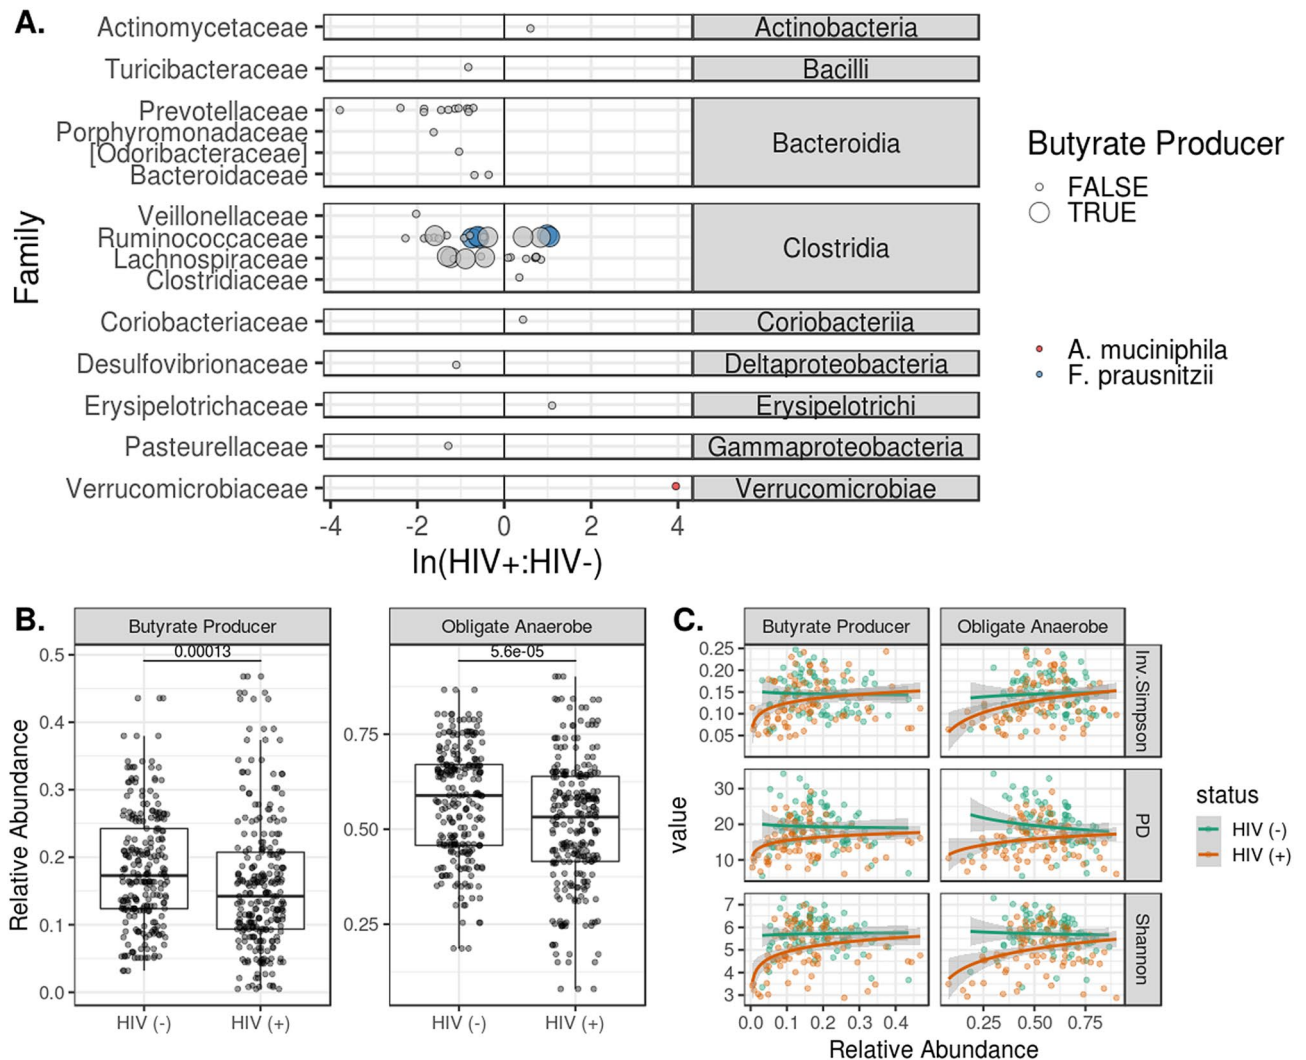 A.
Actinomycetaceae
Actinobacteria
Turicibacteraceae
Bacilli
Prevotellaceae
Porphyromonadaceae
[Odoribacteraceae]
Bacteroidaceae
Bacteroidia
Veillonellaceae
Ruminococcaceae
Lachnospiraceae
Clostridiaceae
Clostridia
Coriobacteriaceae
Coriobacteriia
Desulfovibrionaceae
Deltaproteobacteria
Erysipelotrichaceae
Erysipelotrichi
Pasteurellaceae
Gammaproteobacteria
Verrucomicrobiaceae
Verrucomicrobiae
Family
-4 -2 0 2 4
ln(HIV+:HIV-)
Butyrate Producer
FALSE
TRUE
A. muciniphila
F. prausnitzii
B.
Butyrate Producer
0.00013
0.5
0.4
0.3
0.2
0.1
0.0
Relative Abundance
HIV (-) HIV (+)
Obligate Anaerobe
5.6e-05
0.75
0.50
0.25
HIV (-) HIV (+)
C.
Butyrate Producer Obligate Anaerobe
0.25
0.20
0.15
0.10
0.05
Inv.Simpson
30
20
10
PD
7
6
5
4
3
Shannon
value
0.0 0.1 0.2 0.3 0.4 0.25 0.50 0.75
Relative Abundance
status
HIV (-)
HIV (+)